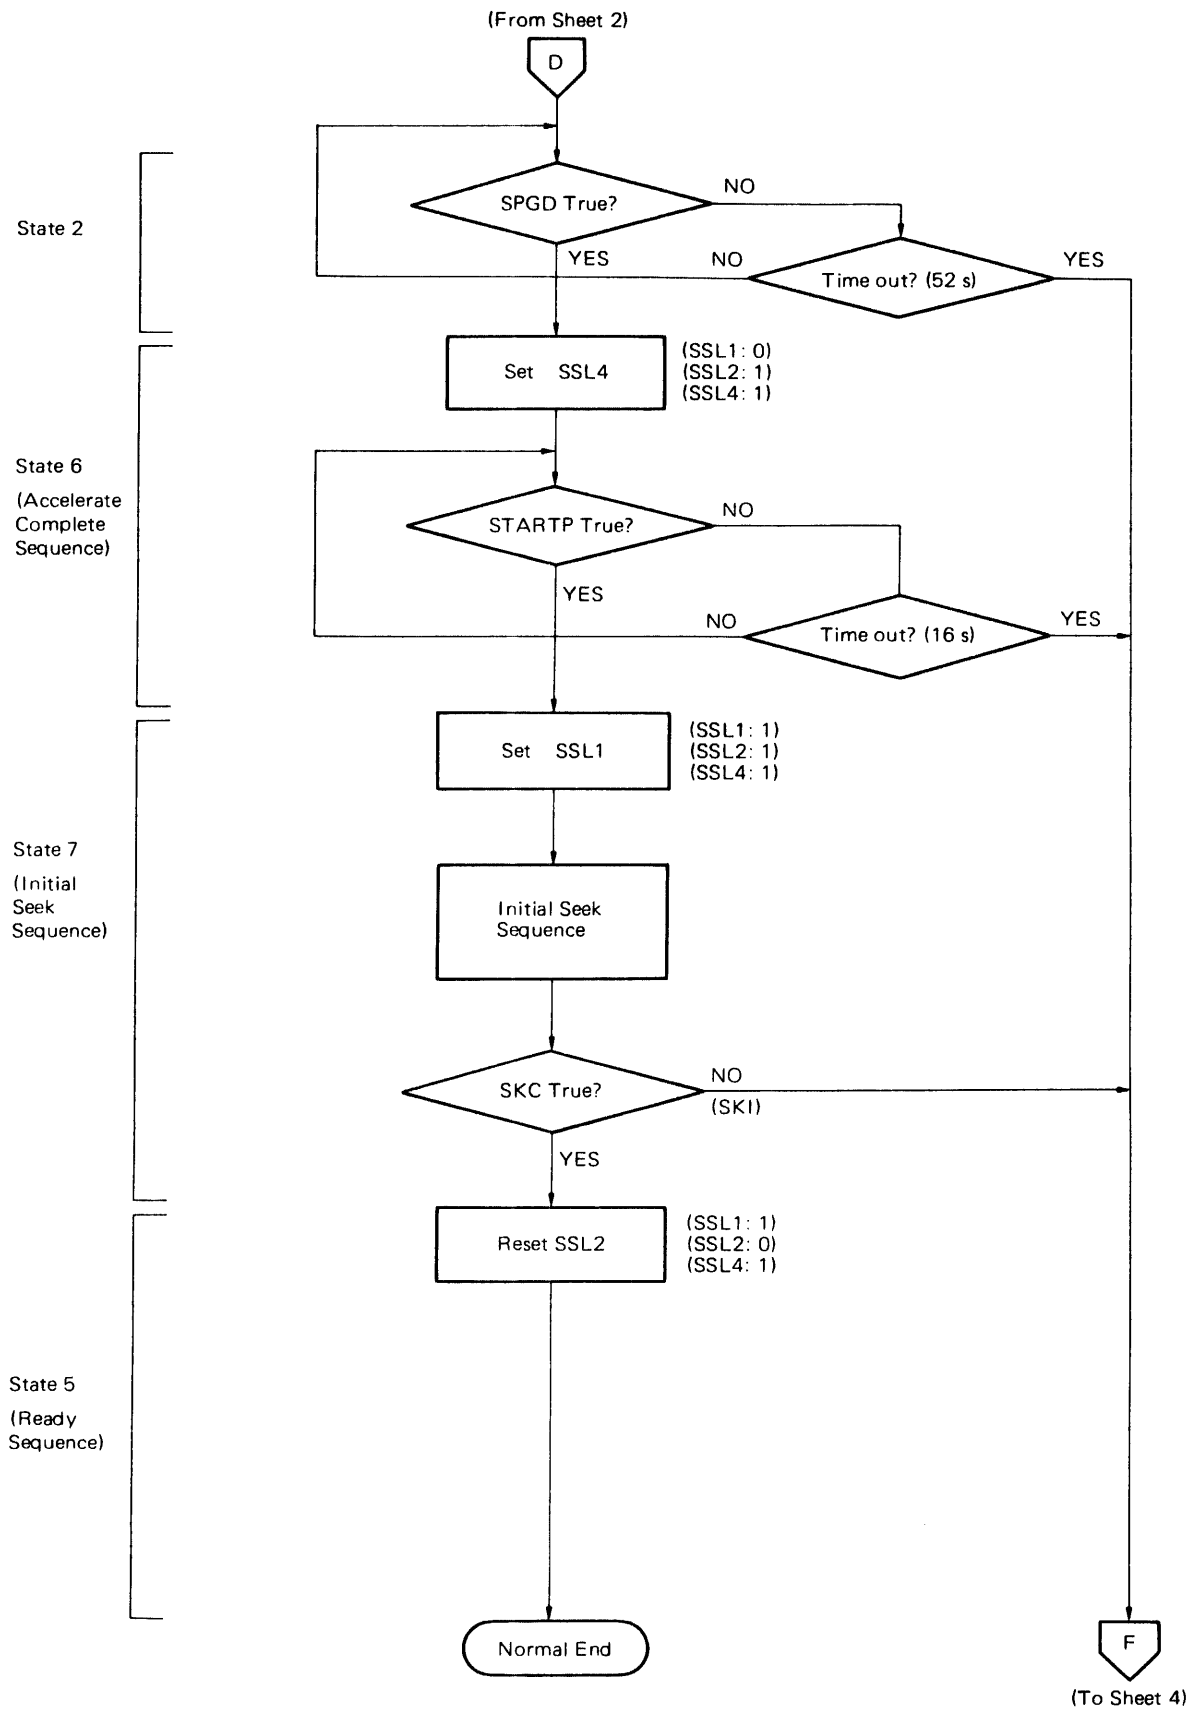 (From Sheet 2)
D
SPGD True?
NO
State 2
YES
NO
Time out? (52 s)
YES
Set SSL4
(SSL1: 0)
(SSL2: 1)
(SSL4: 1)
State 6
(Accelerate
Complete
Sequence)
STARTP True?
NO
YES
NO
Time out? (16 s)
YES
Set SSL1
(SSL1: 1)
(SSL2: 1)
(SSL4: 1)
State 7
(Initial
Seek
Sequence)
Initial Seek
Sequence
SKC True?
NO
(SKI)
YES
Reset SSL2
(SSL1: 1)
(SSL2: 0)
(SSL4: 1)
State 5
(Ready
Sequence)
Normal End
F
(To Sheet 4)